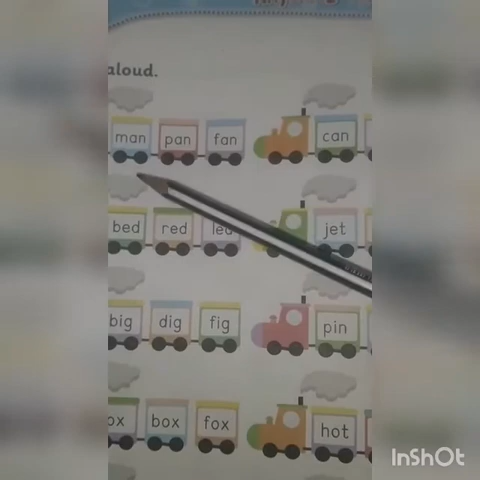 aloud.
man pan fan can
bed red jet
big dig fig pin
box fox hot
InShOt